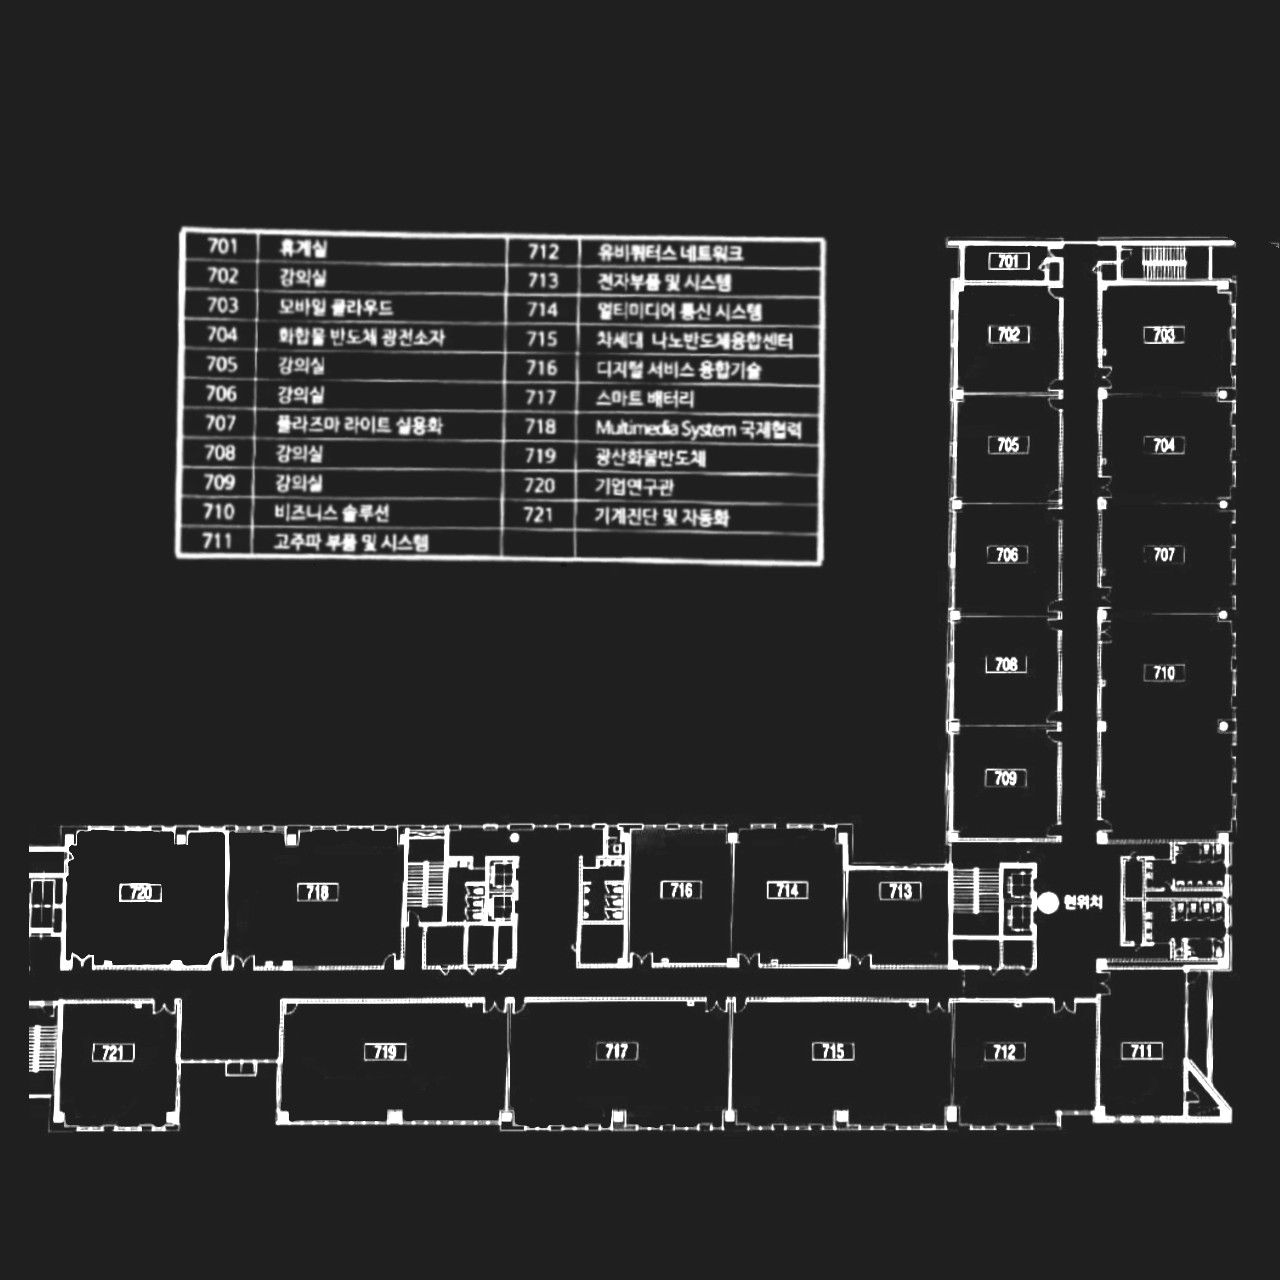 701 휴게실 712 유비쿼터스 네트워크
702 강의실 713 전자부품 및 시스템
703 모바일 클라우드 714 멀티미디어 통신 시스템
704 화합물 반도체 광전소자 715 차세대 나노반도체융합센터
705 강의실 716 디지털 서비스 융합기술
706 강의실 717 스마트 배터리
707 플라즈마 라이트 실용화 718 Multimedia System 국제협력
708 강의실 719 광산화물반도체
709 강의실 720 기업연구관
710 비즈니스 솔루션 721 기계진단 및 자동화
711 고주파 부품 및 시스템
701
702 703
705 704
706 707
708 710
709
720 718 716 714 713 현위치
721 719 717 715 712 711